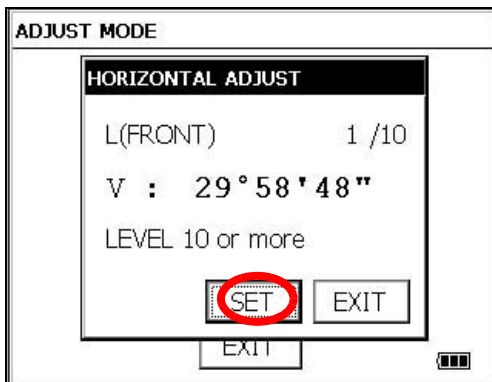 ADJUST MODE
HORIZONTAL ADJUST
L(FRONT) 1 /10
V : 29°58'48"
LEVEL 10 or more
SET EXIT
EXIT